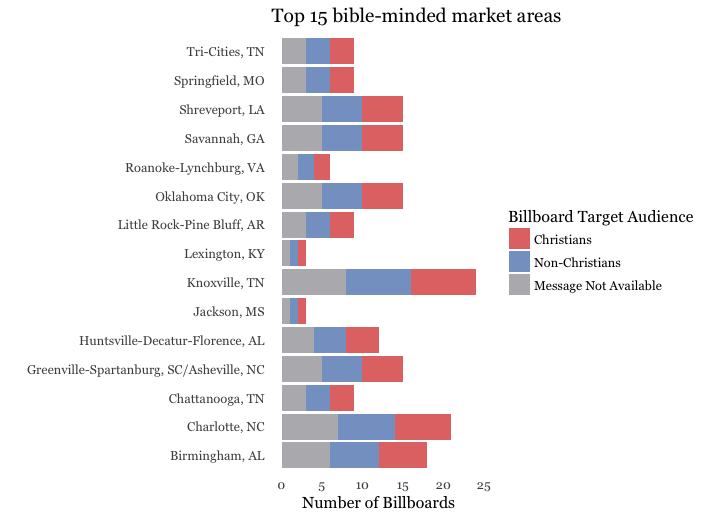 Top 15 bible-minded market areas
Tri-Cities, TN
Springfield, MO
Shreveport, LA
Savannah, GA
Roanoke-Lynchburg, VA
Oklahoma City, OK
Little Rock-Pine Bluff, AR
Lexington, KY
Knoxville, TN
Jackson, MS
Huntsville-Decatur-Florence, AL
Greenville-Spartanburg, SC/Asheville, NC
Chattanooga, TN
Charlotte, NC
Birmingham, AL
0 5 10 15 20 25
Number of Billboards
Billboard Target Audience
Christians
Non-Christians
Message Not Available